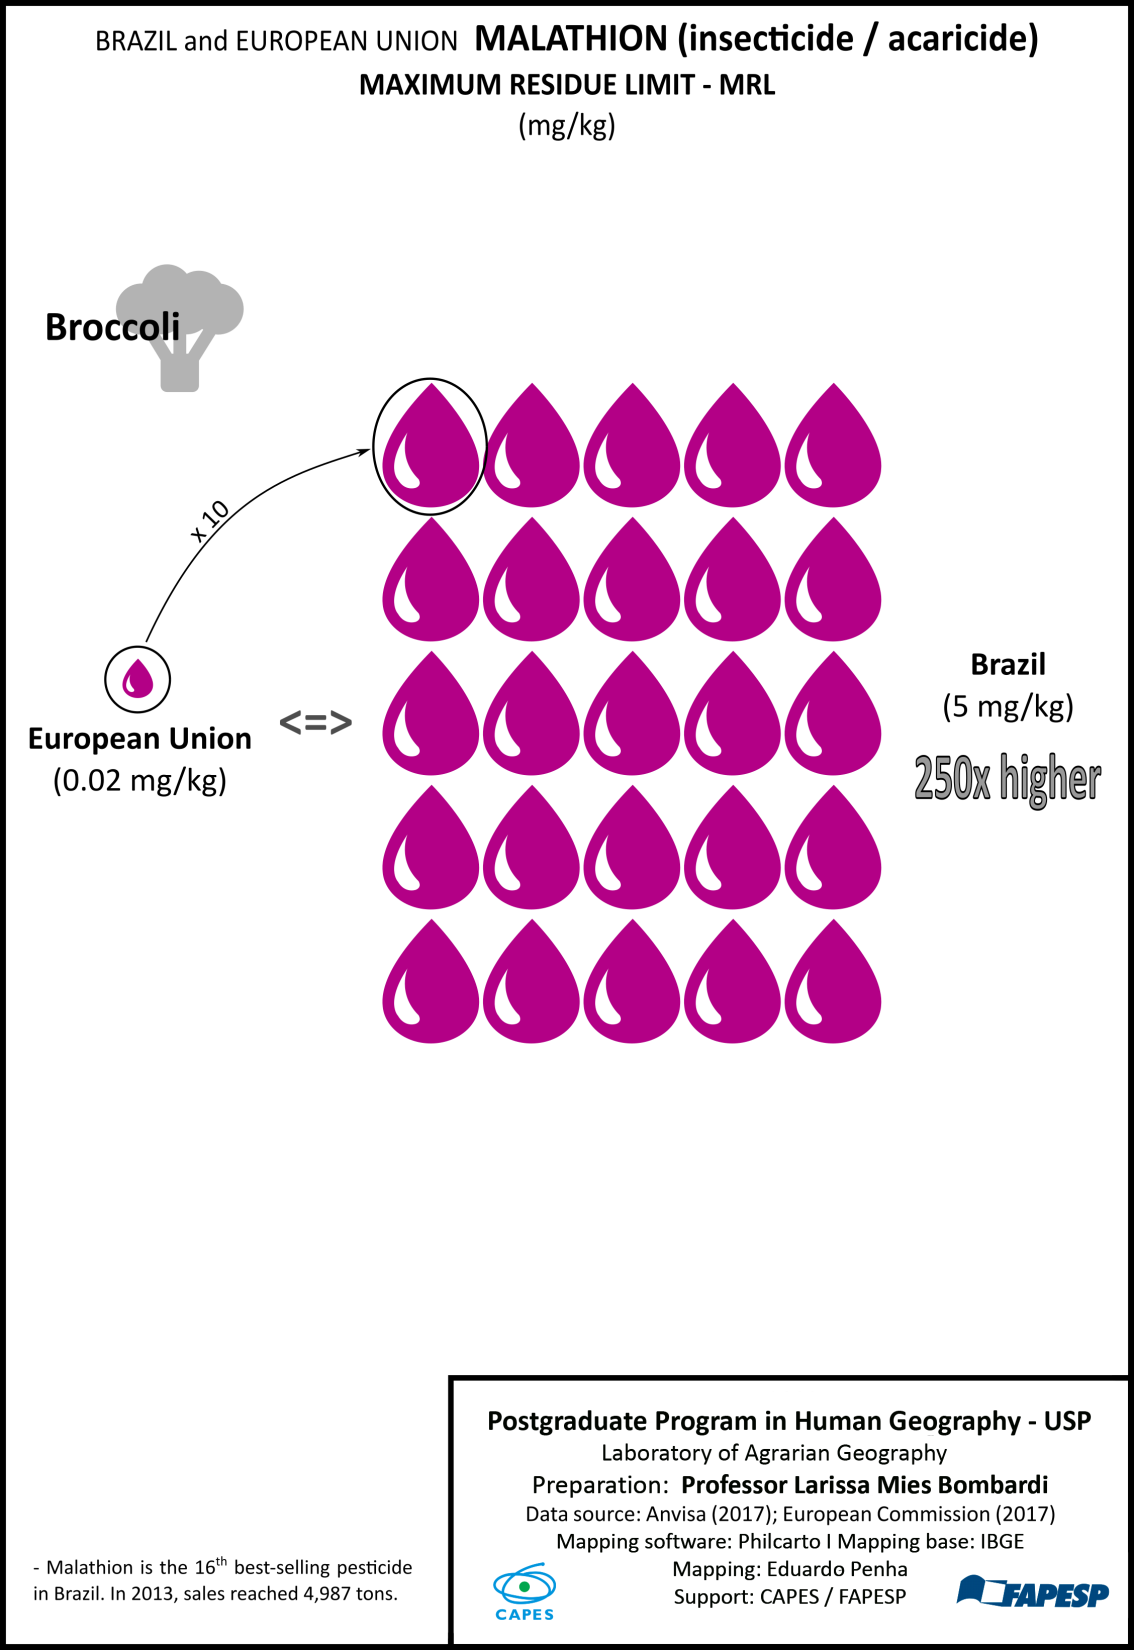 BRAZIL and EUROPEAN UNION MALATHION (insecticide / acaricide)
MAXIMUM RESIDUE LIMIT - MRL
(mg/kg)
Broccoli
x 10
European Union
(0.02 mg/kg)
<=>
Brazil
(5 mg/kg)
250x higher
- Malathion is the 16th best-selling pesticide
in Brazil. In 2013, sales reached 4,987 tons.
Postgraduate Program in Human Geography - USP
Laboratory of Agrarian Geography
Preparation: Professor Larissa Mies Bombardi
Data source: Anvisa (2017); European Commission (2017)
Mapping software: Philcarto I Mapping base: IBGE
Mapping: Eduardo Penha
Support: CAPES / FAPESP
CAPES
FAPESP